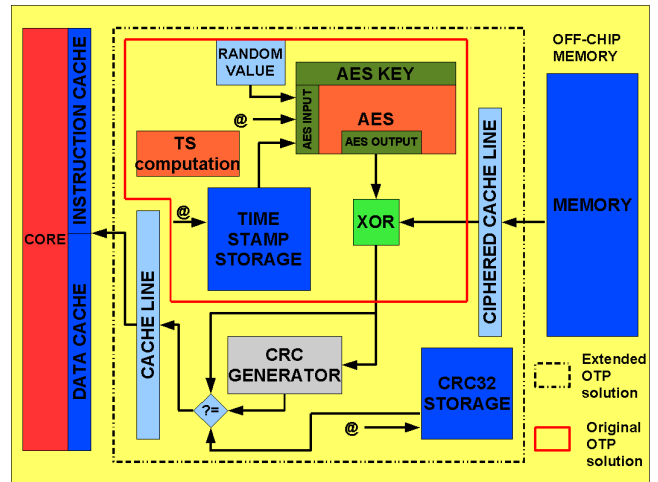 INSTRUCTION CACHE
DATA CACHE
CORE
CACHE LINE
RANDOM
VALUE
AES KEY
AES INPUT
@
AES
AES OUTPUT
TS
computation
@
TIME
STAMP
STORAGE
XOR
CIPHERED CACHE LINE
OFF-CHIP
MEMORY
MEMORY
CRC
GENERATOR
?=
CRC32
STORAGE
@
Extended
OTP
solution
Original
OTP
solution